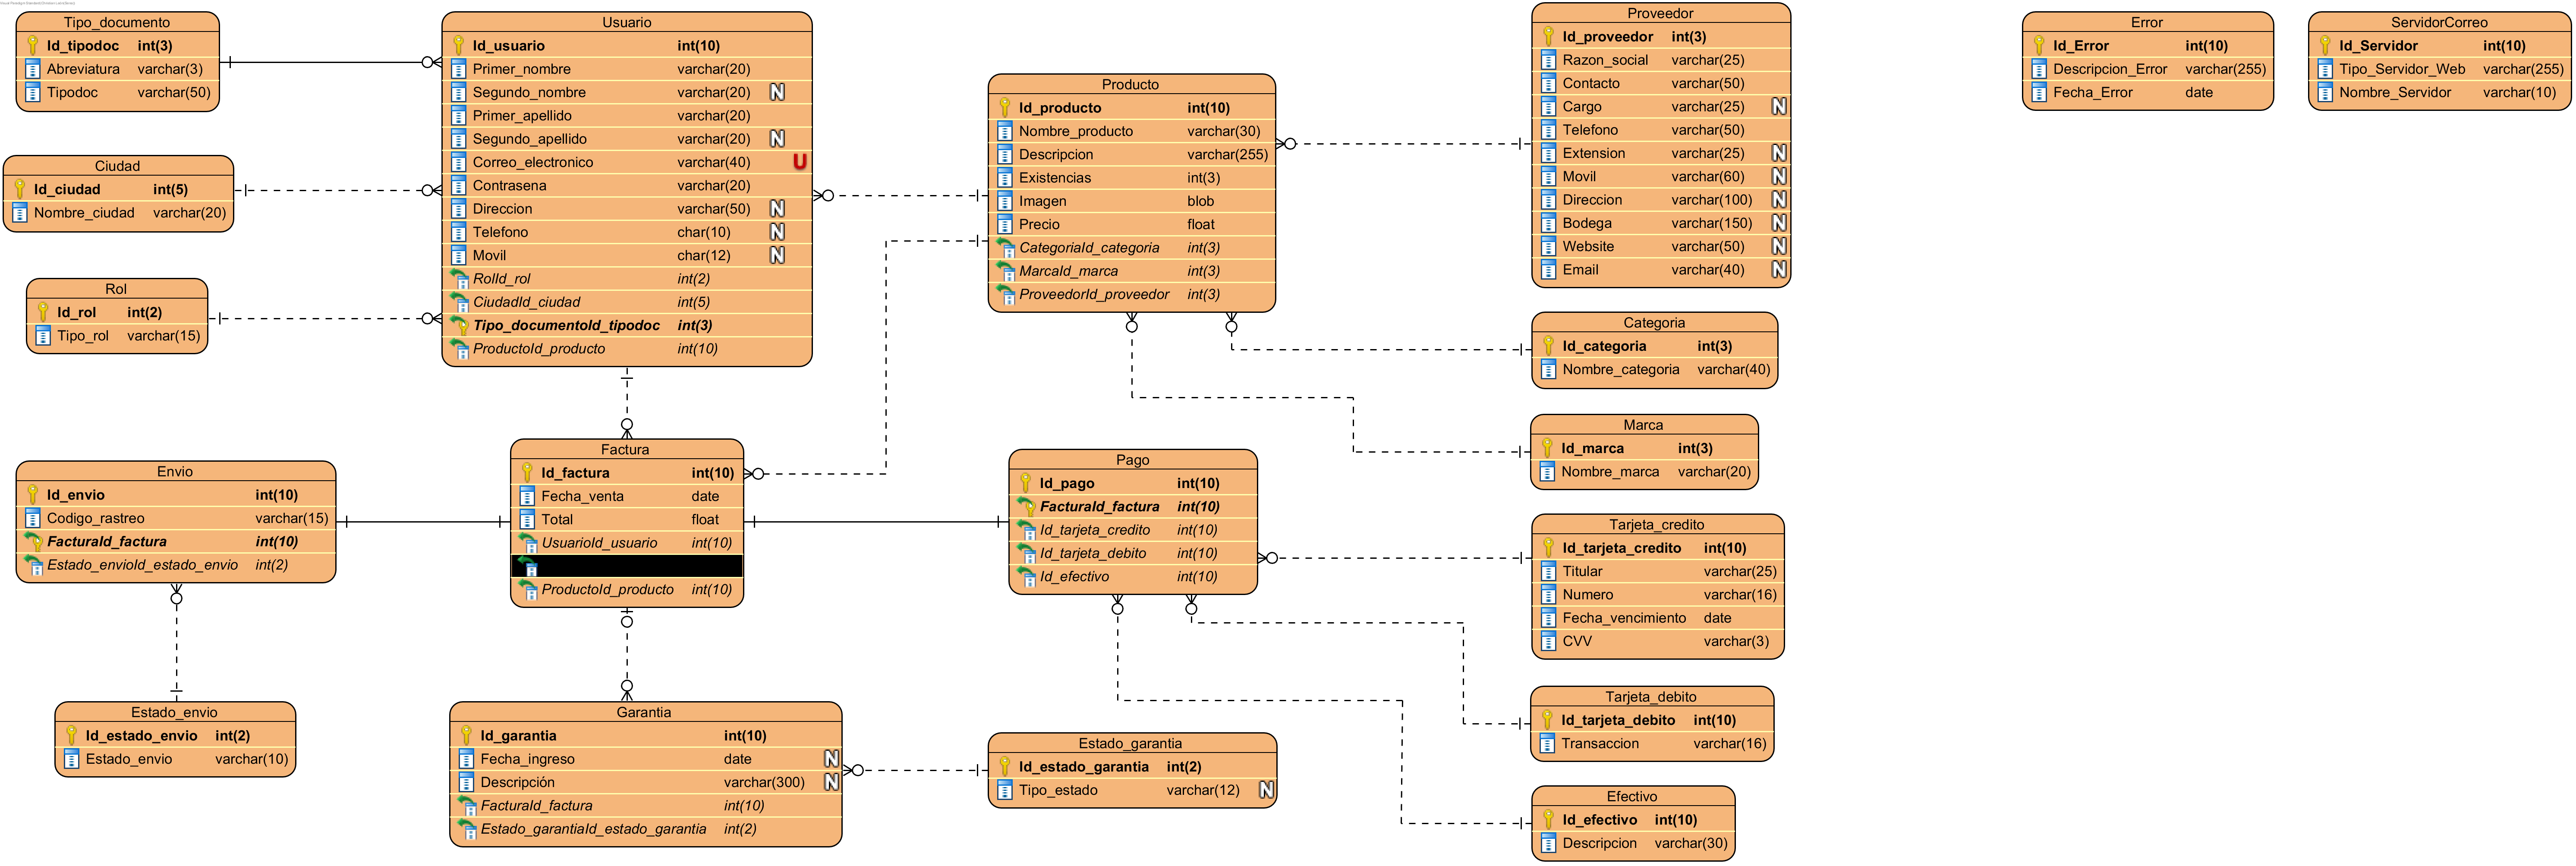 Tipo_documento
Id_tipodoc int(3)
Abreviatura varchar(3)
Tipodoc varchar(50)
Ciudad
Id_ciudad int(5)
Nombre_ciudad varchar(20)
Rol
Id_rol int(2)
Tipo_rol varchar(15)
Usuario
Id_usuario int(10)
Primer_nombre varchar(20)
Segundo_nombre varchar(20) N
Primer_apellido varchar(20)
Segundo_apellido varchar(20) N
Correo_electronico varchar(40) U
Contrasena varchar(20)
Direccion varchar(50) N
Telefono char(10) N
Movil char(12) N
RolId_rol int(2)
CiudadId_ciudad int(5)
Tipo_documentoId_tipodoc int(3)
ProductoId_producto int(10)
Producto
Id_producto int(10)
Nombre_producto varchar(30)
Descripcion varchar(255)
Existencias int(3)
Imagen blob
Precio float
CategoriaId_categoria int(3)
MarcaId_marca int(3)
ProveedorId_proveedor int(3)
Proveedor
Id_proveedor int(3)
Razon_social varchar(25)
Contacto varchar(50)
Cargo varchar(25) N
Telefono varchar(50)
Extension varchar(25) N
Movil varchar(60) N
Direccion varchar(100) N
Bodega varchar(150) N
Website varchar(50) N
Email varchar(40) N
Error
Id_Error int(10)
Descripcion_Error varchar(255)
Fecha_Error date
ServidorCorreo
Id_Servidor int(10)
Tipo_Servidor_Web varchar(255)
Nombre_Servidor varchar(10)
Categoria
Id_categoria int(3)
Nombre_categoria varchar(40)
Marca
Id_marca int(3)
Nombre_marca varchar(20)
Envio
Id_envio int(10)
Codigo_rastreo varchar(15)
FacturaId_factura int(10)
Estado_envioId_estado_envio int(2)
Factura
Id_factura int(10)
Fecha_venta date
Total float
UsuarioId_usuario int(10)
ProductoId_producto int(10)
Pago
Id_pago int(10)
FacturaId_factura int(10)
Id_tarjeta_credito int(10)
Id_tarjeta_debito int(10)
Id_efectivo int(10)
Tarjeta_credito
Id_tarjeta_credito int(10)
Titular varchar(25)
Numero varchar(16)
Fecha_vencimiento date
CVV varchar(3)
Estado_envio
Id_estado_envio int(2)
Estado_envio varchar(10)
Garantia
Id_garantia int(10)
Fecha_ingreso date N
Descripción varchar(300) N
FacturaId_factura int(10)
Estado_garantiaId_estado_garantia int(2)
Estado_garantia
Id_estado_garantia int(2)
Tipo_estado varchar(12) N
Tarjeta_debito
Id_tarjeta_debito int(10)
Transaccion varchar(16)
Efectivo
Id_efectivo int(10)
Descripcion varchar(30)